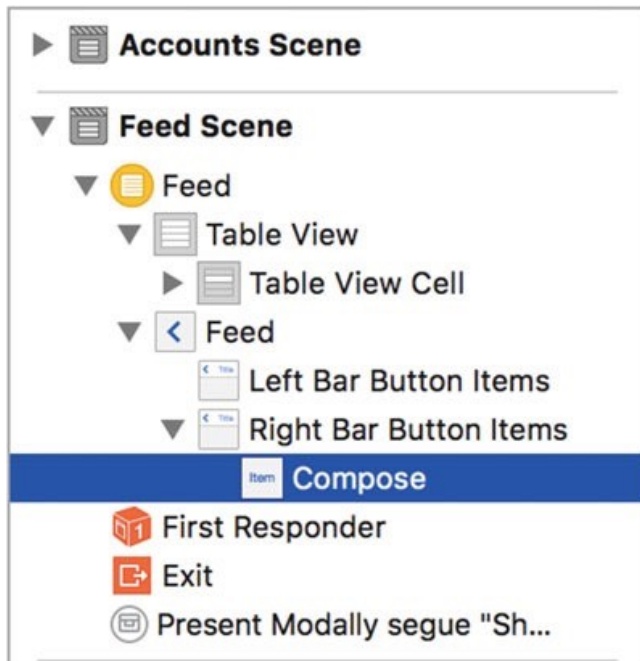 Accounts Scene
Feed Scene
Feed
Table View
Table View Cell
Feed
Left Bar Button Items
Right Bar Button Items
Item Compose
First Responder
Exit
Present Modally segue "Sh...